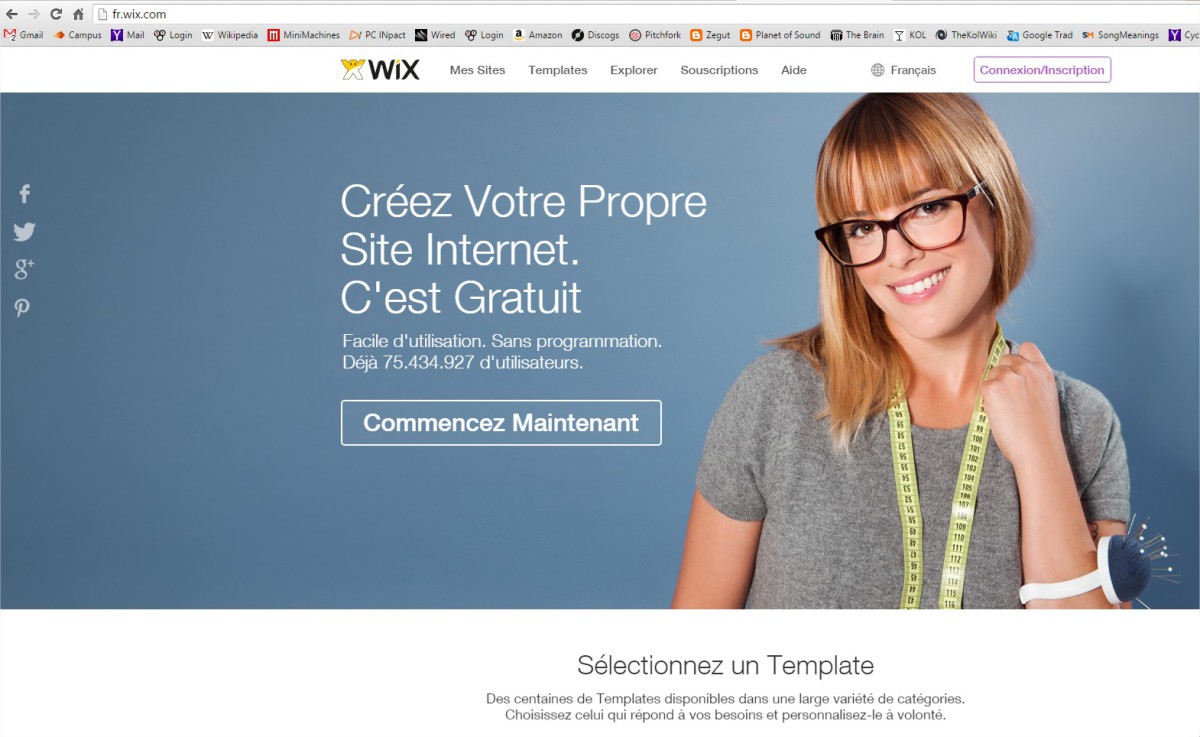 fr.wix.com
Gmail Campus Mail Login Wikipedia MiniMachines PC INpact Wired Login Amazon Discogs Pitchfork Zegut Planet of Sound The Brain KOL TheKolWiki Google Trad SongMeanings Cyc
WiX Mes Sites Templates Explorer Souscriptions Aide Français Connexion/Inscription
Créez Votre Propre
Site Internet.
C'est Gratuit
Facile d'utilisation. Sans programmation.
Déjà 75.434.927 d'utilisateurs.
Commencez Maintenant
Sélectionnez un Template
Des centaines de Templates disponibles dans une large variété de catégories.
Choisissez celui qui répond à vos besoins et personnalisez-le à volonté.